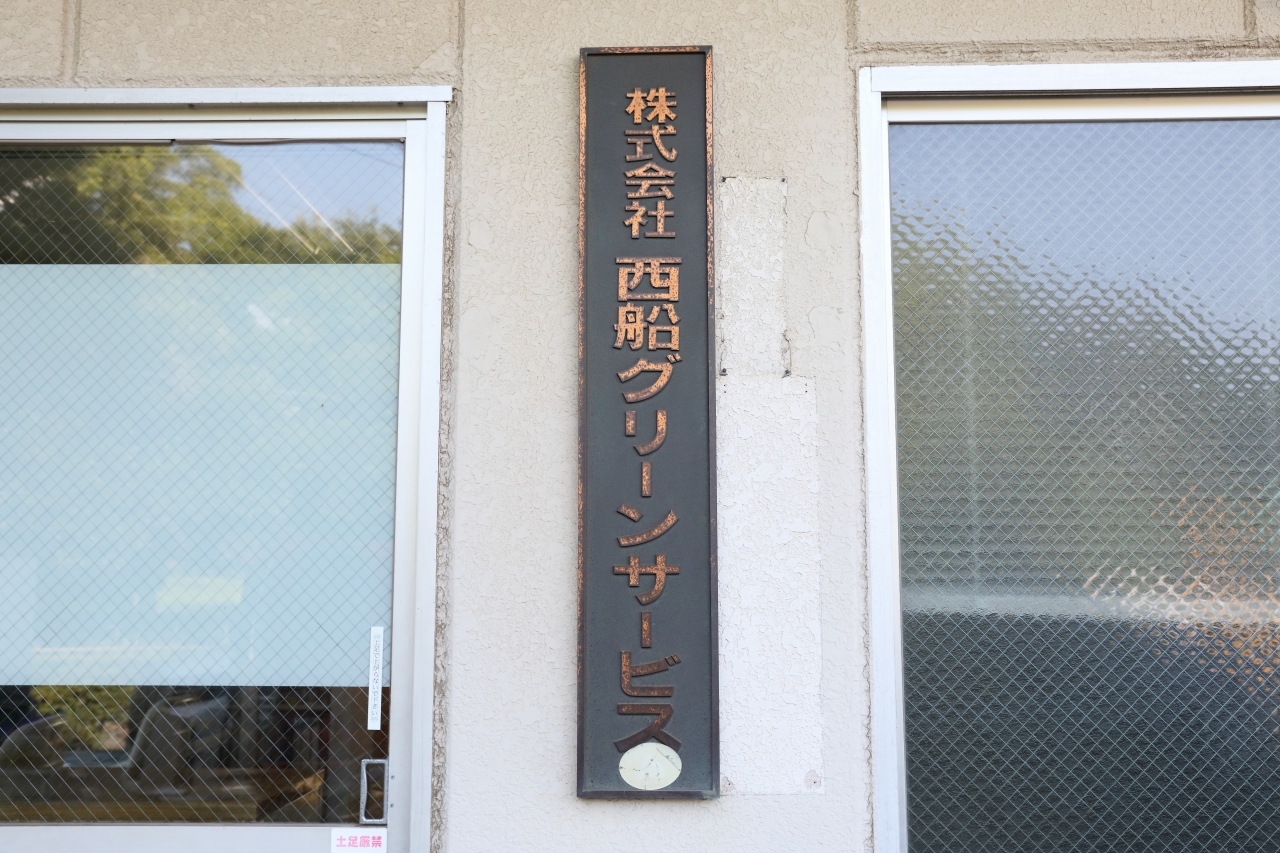 株式会社 西船グリーンサービス
土足厳禁